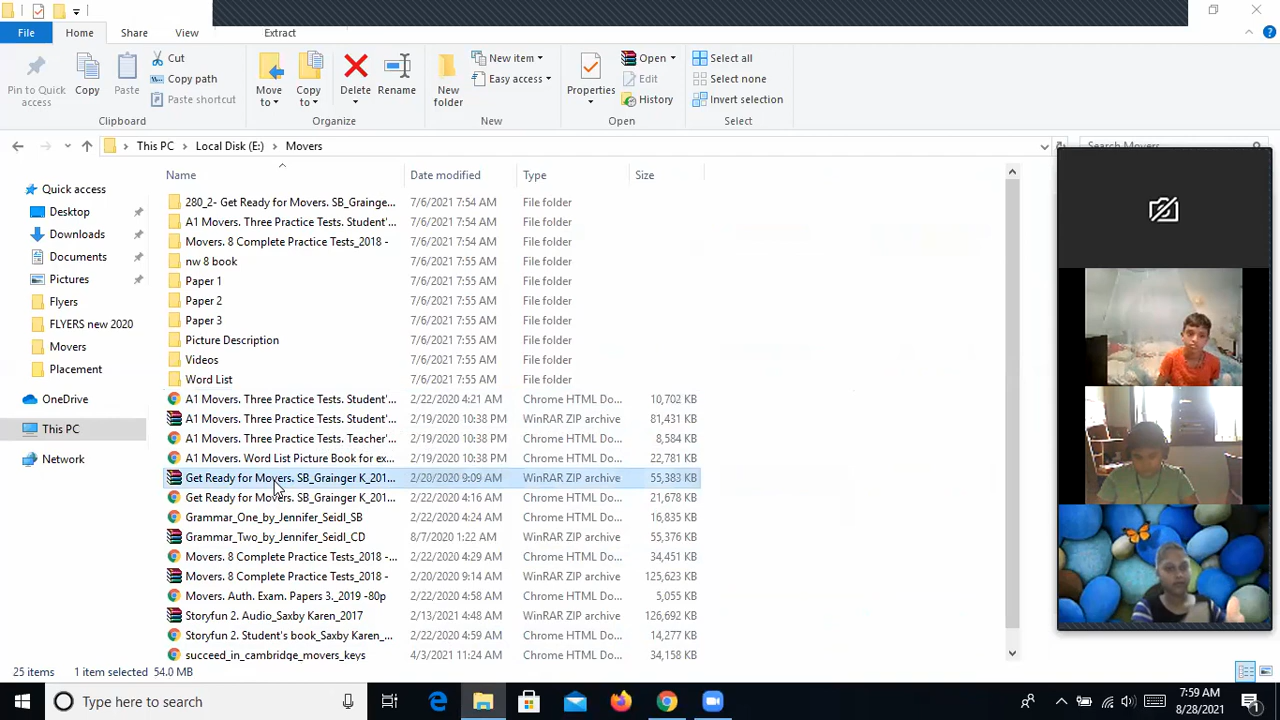 File Home Share View Extract
Pin to Quick access
Copy
Paste
Cut
Copy path
Paste shortcut
Clipboard
Move to
Copy to
Delete
Rename
Organize
New folder
New item
Easy access
New
Properties
Open
Edit
History
Open
Select all
Select none
Invert selection
Select
This PC Local Disk (E:) Movers
Search Movers
Name Date modified Type Size
Quick access
Desktop
Downloads
Documents
Pictures
Flyers
FLYERS new 2020
Movers
Placement
OneDrive
This PC
Network
280_2- Get Ready for Movers. SB_Grainge... 7/6/2021 7:54 AM File folder
A1 Movers. Three Practice Tests. Student'... 7/6/2021 7:54 AM File folder
Movers. 8 Complete Practice Tests_2018 - 7/6/2021 7:54 AM File folder
nw 8 book 7/6/2021 7:55 AM File folder
Paper 1 7/6/2021 7:55 AM File folder
Paper 2 7/6/2021 7:55 AM File folder
Paper 3 7/6/2021 7:55 AM File folder
Picture Description 7/6/2021 7:55 AM File folder
Videos 7/6/2021 7:55 AM File folder
Word List 7/6/2021 7:55 AM File folder
A1 Movers. Three Practice Tests. Student'... 2/22/2020 4:21 AM Chrome HTML Do... 10,702 KB
A1 Movers. Three Practice Tests. Student'... 2/19/2020 10:38 PM WinRAR ZIP archive 81,431 KB
A1 Movers. Three Practice Tests. Teacher'... 2/19/2020 10:38 PM Chrome HTML Do... 8,584 KB
A1 Movers. Word List Picture Book for ex... 2/19/2020 10:38 PM Chrome HTML Do... 22,781 KB
Get Ready for Movers. SB_Grainger K_201... 2/20/2020 9:09 AM WinRAR ZIP archive 55,383 KB
Get Ready for Movers. SB_Grainger K_201... 2/22/2020 4:16 AM Chrome HTML Do... 21,678 KB
Grammar_One_by_Jennifer_Seidl_SB 2/22/2020 4:24 AM Chrome HTML Do... 16,835 KB
Grammar_Two_by_Jennifer_Seidl_CD 8/7/2020 1:22 AM WinRAR ZIP archive 55,376 KB
Movers. 8 Complete Practice Tests_2018 -... 2/22/2020 4:29 AM Chrome HTML Do... 34,451 KB
Movers. 8 Complete Practice Tests_2018 - 2/20/2020 9:14 AM WinRAR ZIP archive 125,623 KB
Movers. Auth. Exam. Papers 3._2019 -80p 2/22/2020 4:58 AM Chrome HTML Do... 5,055 KB
Storyfun 2. Audio_Saxby Karen_2017 2/13/2021 4:48 AM WinRAR ZIP archive 126,692 KB
Storyfun 2. Student's book_Saxby Karen_... 2/22/2020 4:59 AM Chrome HTML Do... 14,277 KB
succeed_in_cambridge_movers_keys 4/3/2021 11:24 AM Chrome HTML Do... 34,158 KB
25 items 1 item selected 54.0 MB
Type here to search
7:59 AM
8/28/2021
1